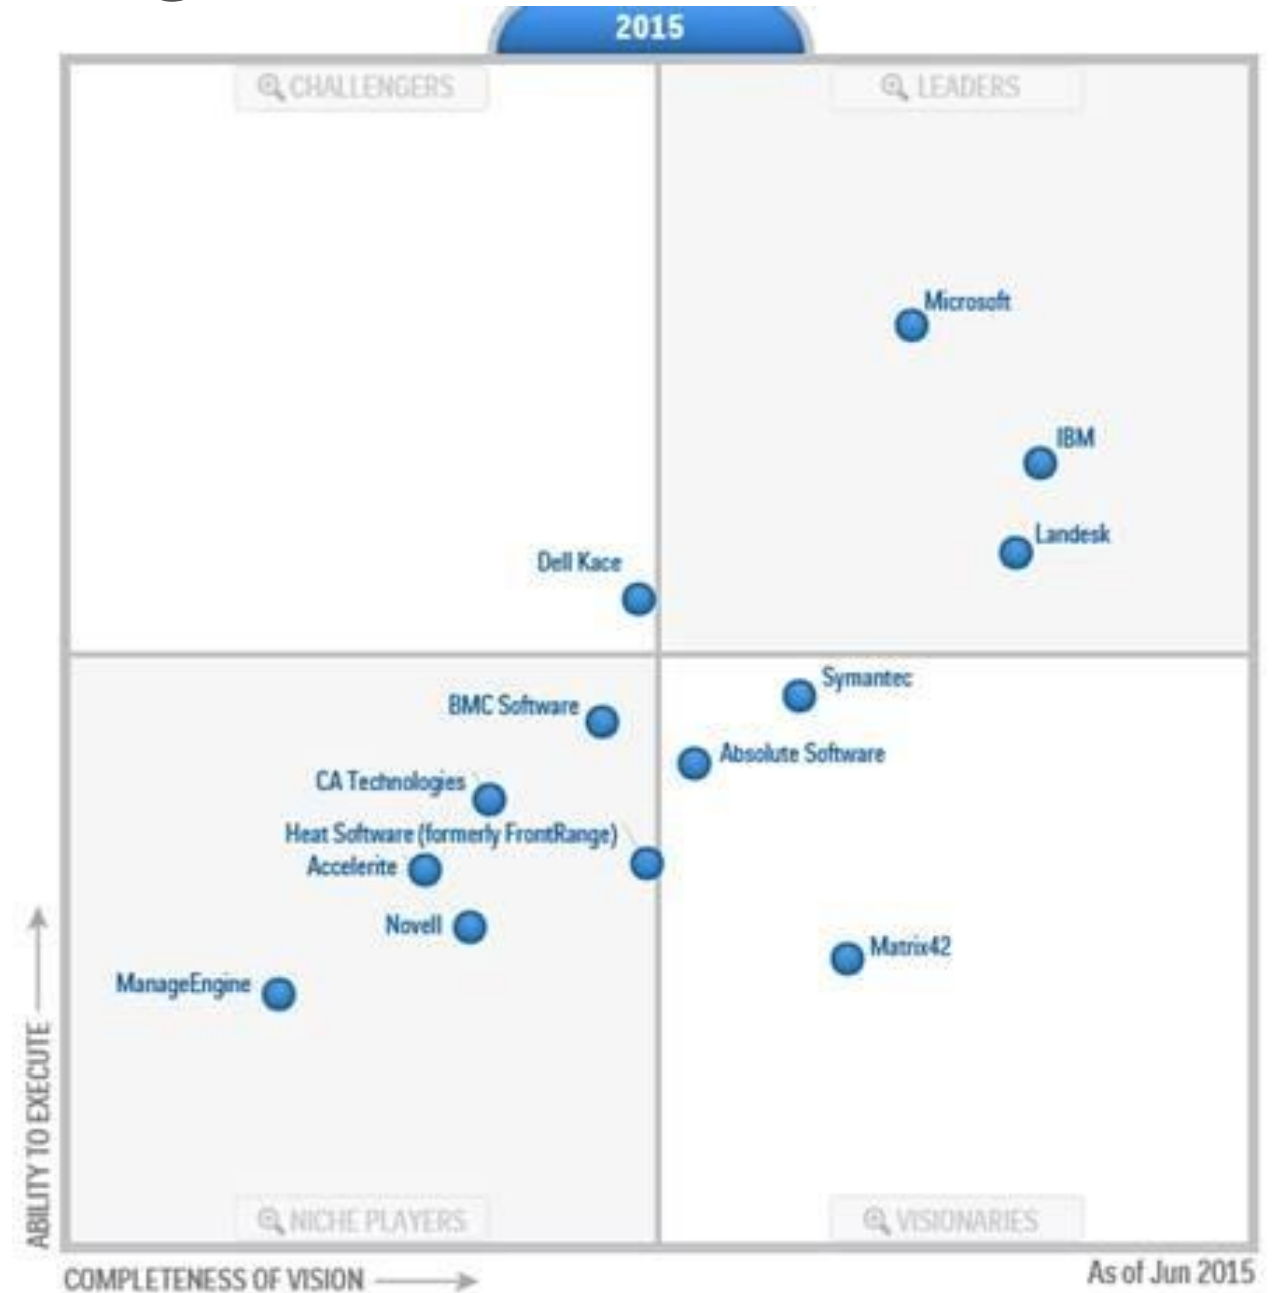 2015
CHALLENGERS
LEADERS
Microsoft
IBM
Landesk
Dell Kace
Symantec
BMC Software
Absolute Software
CA Technologies
Heat Software (formerly FrontRange)
Accelerite
Novell
Matrix42
ManageEngine
ABILITY TO EXECUTE
NICHE PLAYERS
VISIONARIES
COMPLETENESS OF VISION
As of Jun 2015